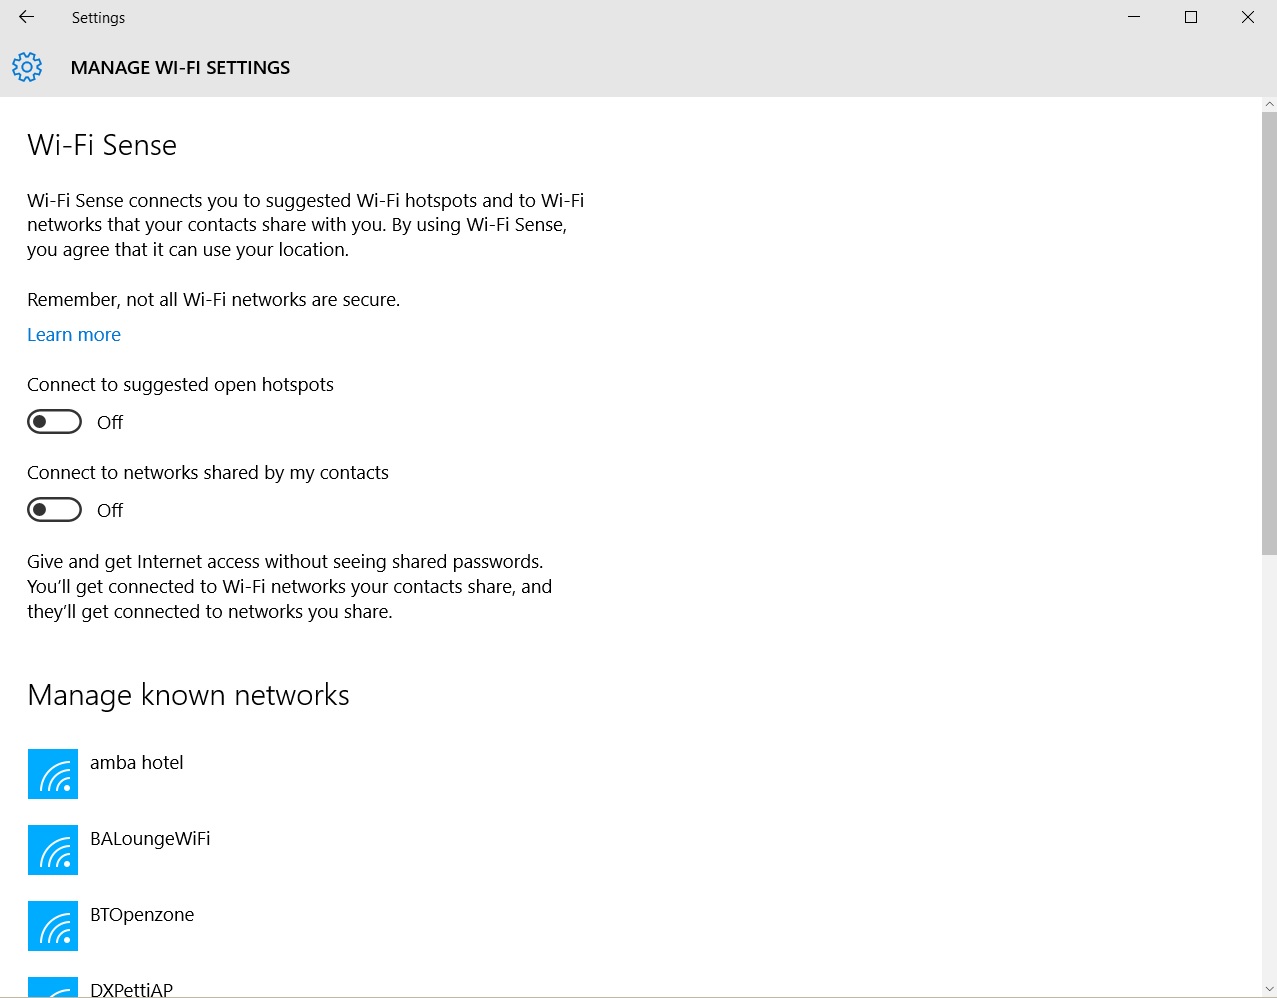 Settings
MANAGE WI-FI SETTINGS
Wi-Fi Sense
Wi-Fi Sense connects you to suggested Wi-Fi hotspots and to Wi-Fi
networks that your contacts share with you. By using Wi-Fi Sense,
you agree that it can use your location.
Remember, not all Wi-Fi networks are secure.
Learn more
Connect to suggested open hotspots
Off
Connect to networks shared by my contacts
Off
Give and get Internet access without seeing shared passwords.
You’ll get connected to Wi-Fi networks your contacts share, and
they’ll get connected to networks you share.
Manage known networks
amba hotel
BALoungeWiFi
BTOpenzone
DXPettiAP